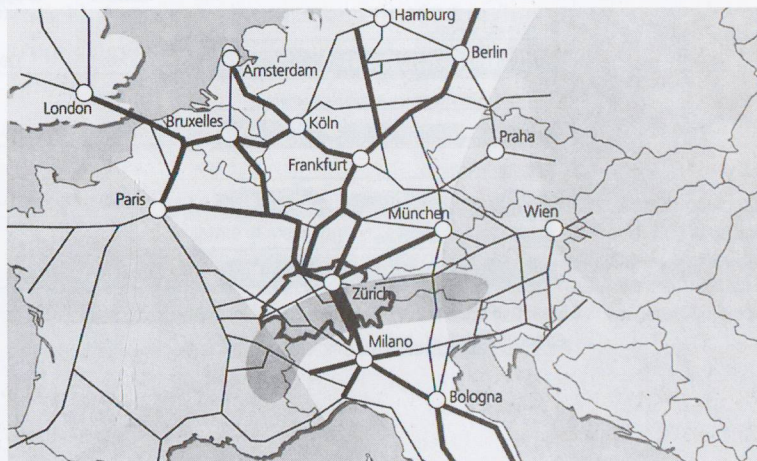 Hamburg
Berlin
Amsterdam
London
Bruxelles
Köln
Praha
Frankfurt
Paris
München
Wien
Zürich
Milano
Bologna